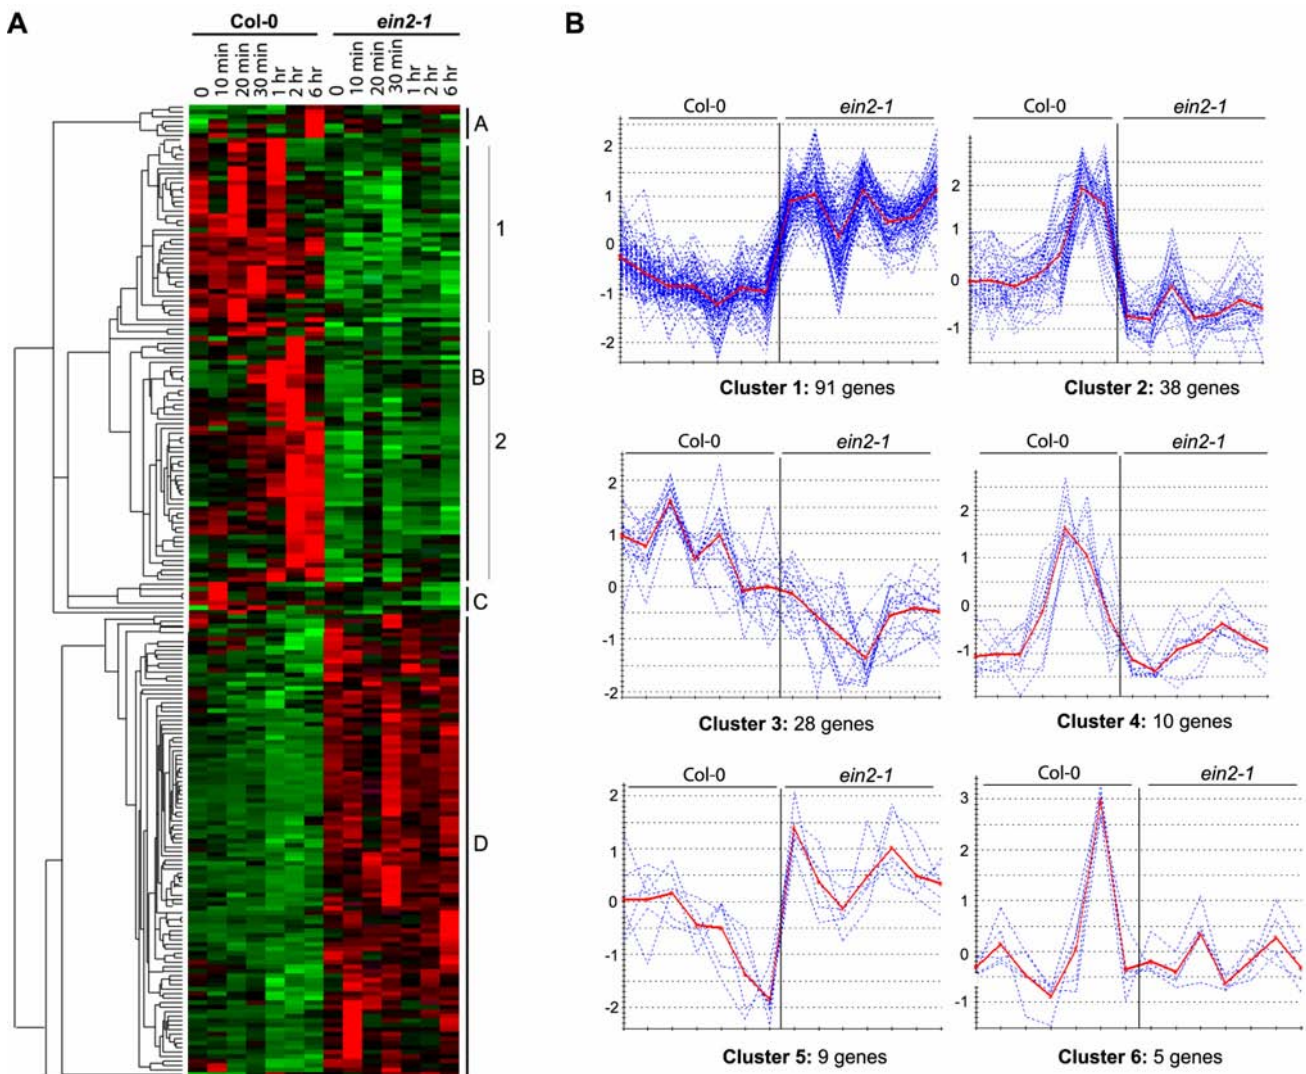 A
B
Col-0 ein2-1
0 10 min 20 min 30 min 1 hr 2 hr 6 hr 0 10 min 20 min 30 min 1 hr 2 hr 6 hr
A
1
B
2
C
D
Col-0 ein2-1
2
1
0
-1
-2
Cluster 1: 91 genes
Col-0 ein2-1
2
1
0
-1
Cluster 2: 38 genes
Col-0 ein2-1
2
1
0
-1
-2
Cluster 3: 28 genes
Col-0 ein2-1
2
1
0
-1
Cluster 4: 10 genes
Col-0 ein2-1
2
1
0
-1
-2
Cluster 5: 9 genes
Col-0 ein2-1
3
2
1
0
-1
Cluster 6: 5 genes